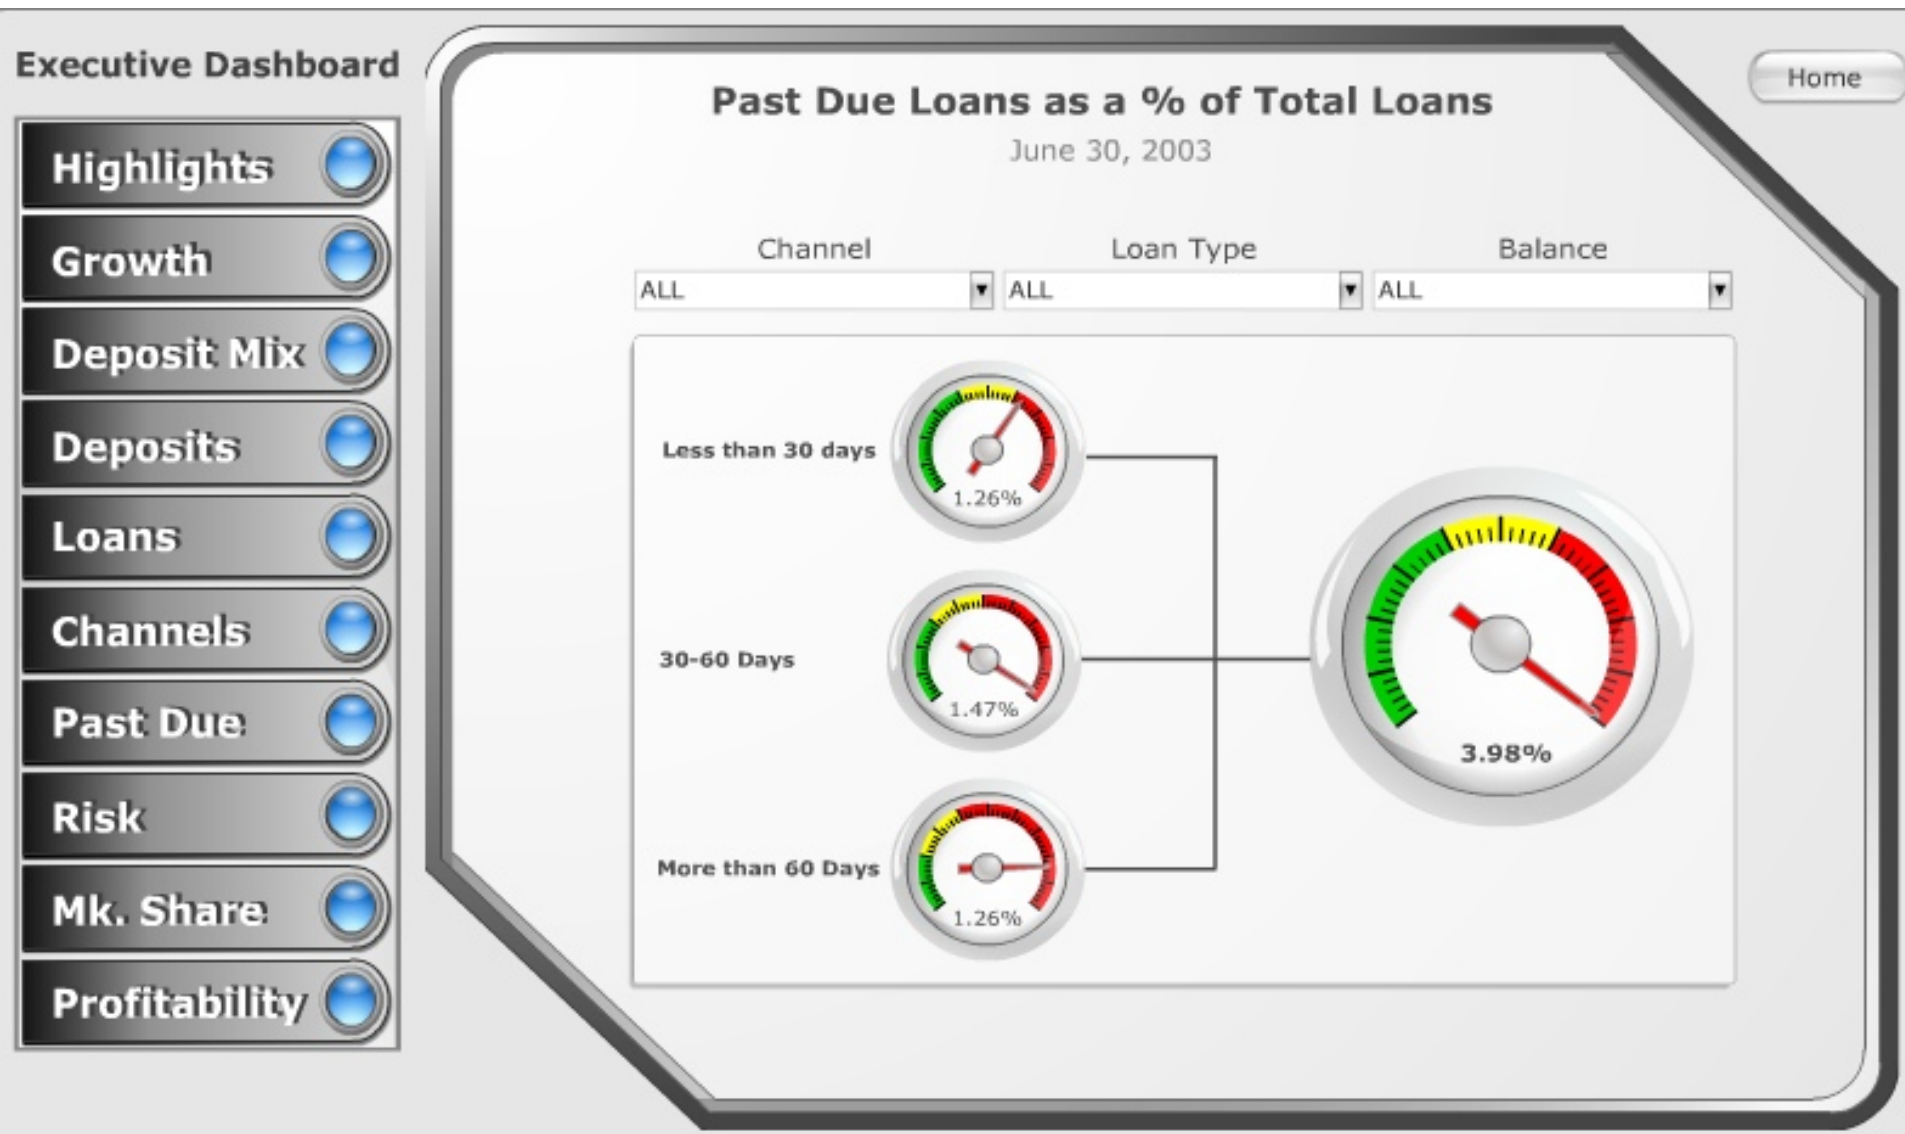 Executive Dashboard
Highlights
Growth
Deposit Mix
Deposits
Loans
Channels
Past Due
Risk
Mk. Share
Profitability
Home
Past Due Loans as a % of Total Loans
June 30, 2003
Channel Loan Type Balance
ALL ALL ALL
Less than 30 days
1.26%
30-60 Days
1.47%
More than 60 Days
1.26%
3.98%